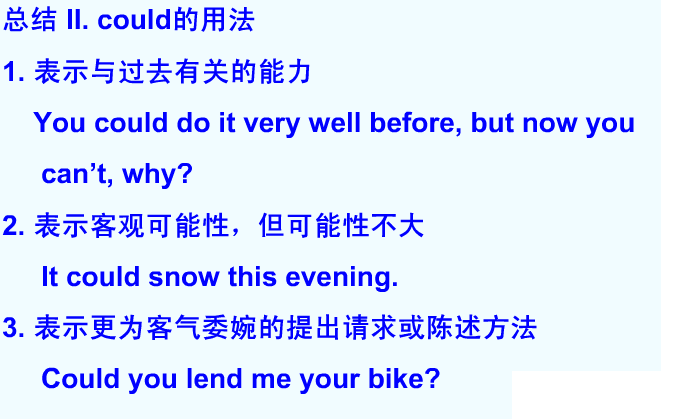 总结 II. could的用法
1. 表示与过去有关的能力
You could do it very well before, but now you
can’t, why?
2. 表示客观可能性，但可能性不大
It could snow this evening.
3. 表示更为客气委婉的提出请求或陈述方法
Could you lend me your bike?